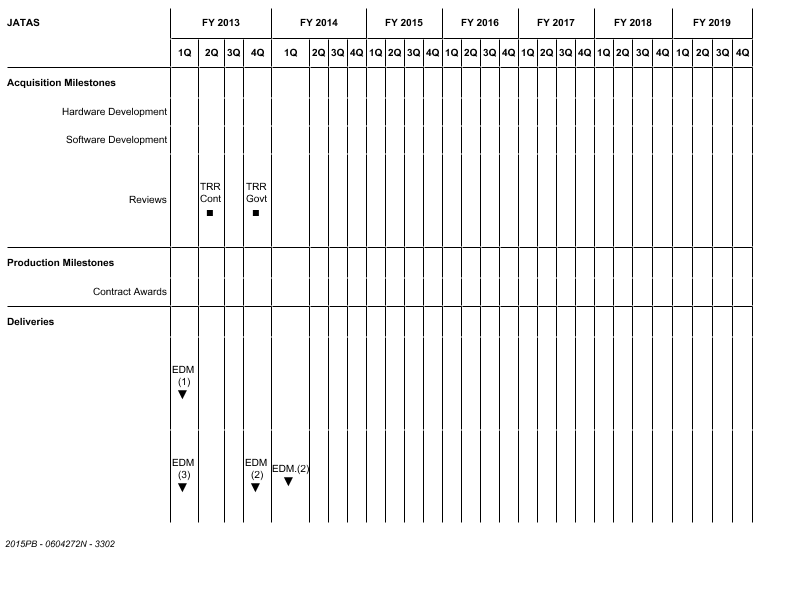 JATAS FY 2013 FY 2014 FY 2015 FY 2016 FY 2017 FY 2018 FY 2019
1Q 2Q 3Q 4Q 1Q 2Q 3Q 4Q 1Q 2Q 3Q 4Q 1Q 2Q 3Q 4Q 1Q 2Q 3Q 4Q 1Q 2Q 3Q 4Q 1Q 2Q 3Q 4Q
Acquisition Milestones
Hardware Development
Software Development
TRR TRR
Cont Govt
Reviews
Production Milestones
Contract Awards
Deliveries
EDM
(1)
EDM EDM EDM.(2)
(3) (2)
2015PB - 0604272N - 3302